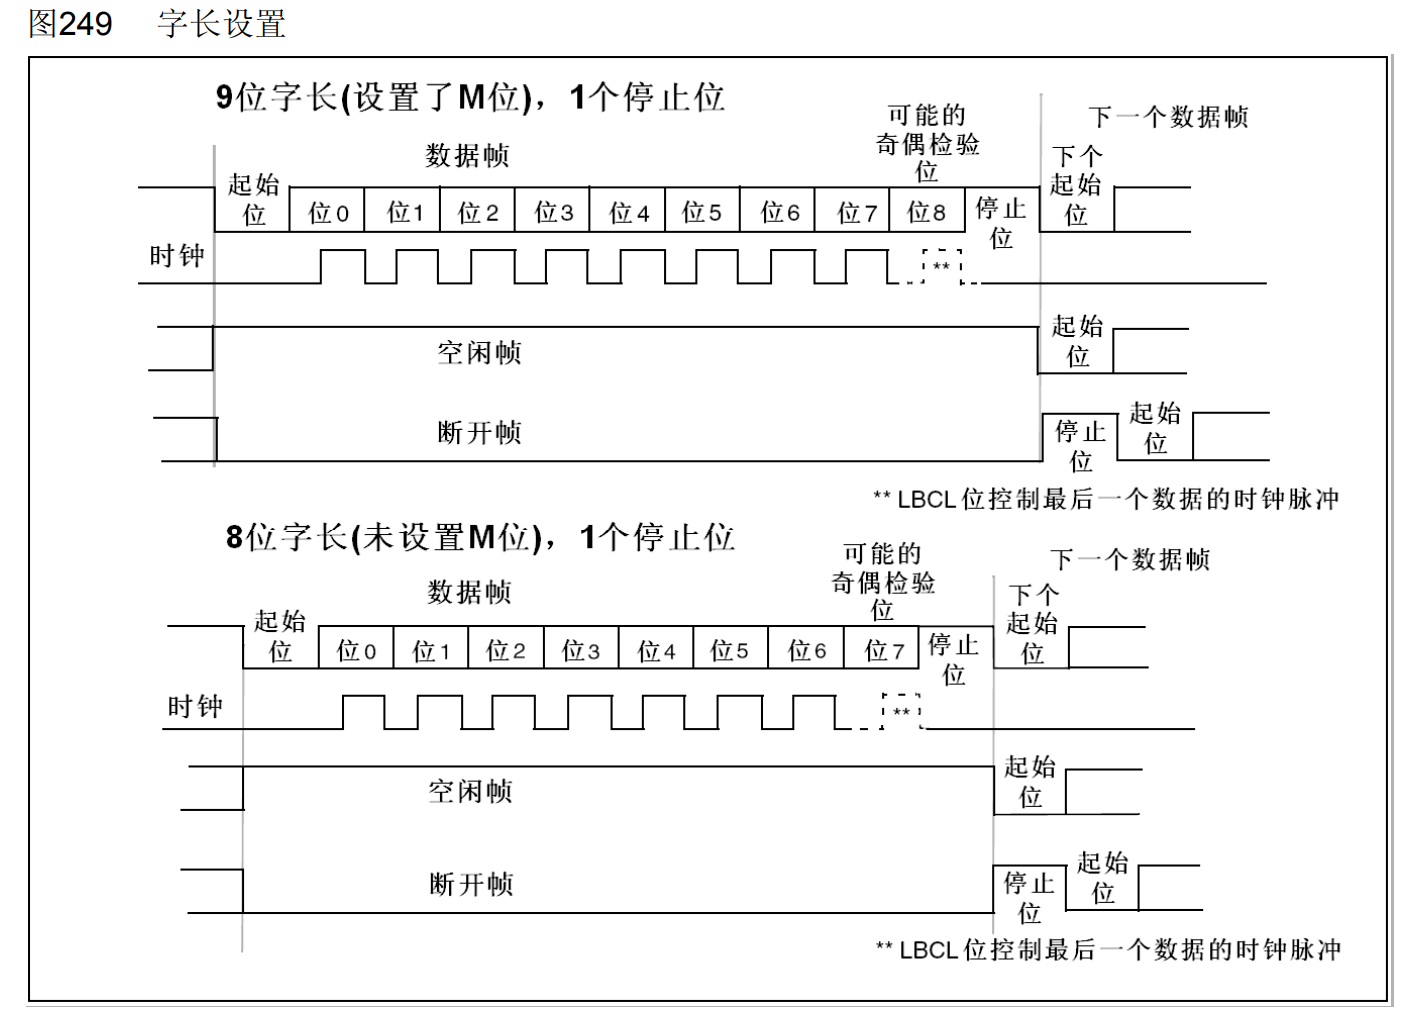 图249 字长设置
9位字长(设置了M位)，1个停止位
可能的
奇偶检验
位
下一个数据帧
数据帧
下个
起始
位
起始
位
位0
位1
位2
位3
位4
位5
位6
位7
位8
停止
位
时钟
**
空闲帧
起始
位
断开帧
停止
位
起始
位
** LBCL位控制最后一个数据的时钟脉冲
8位字长(未设置M位)，1个停止位
可能的
奇偶检验
位
下一个数据帧
数据帧
下个
起始
位
起始
位
位0
位1
位2
位3
位4
位5
位6
位7
停止
位
时钟
**
空闲帧
起始
位
断开帧
停止
位
起始
位
** LBCL位控制最后一个数据的时钟脉冲